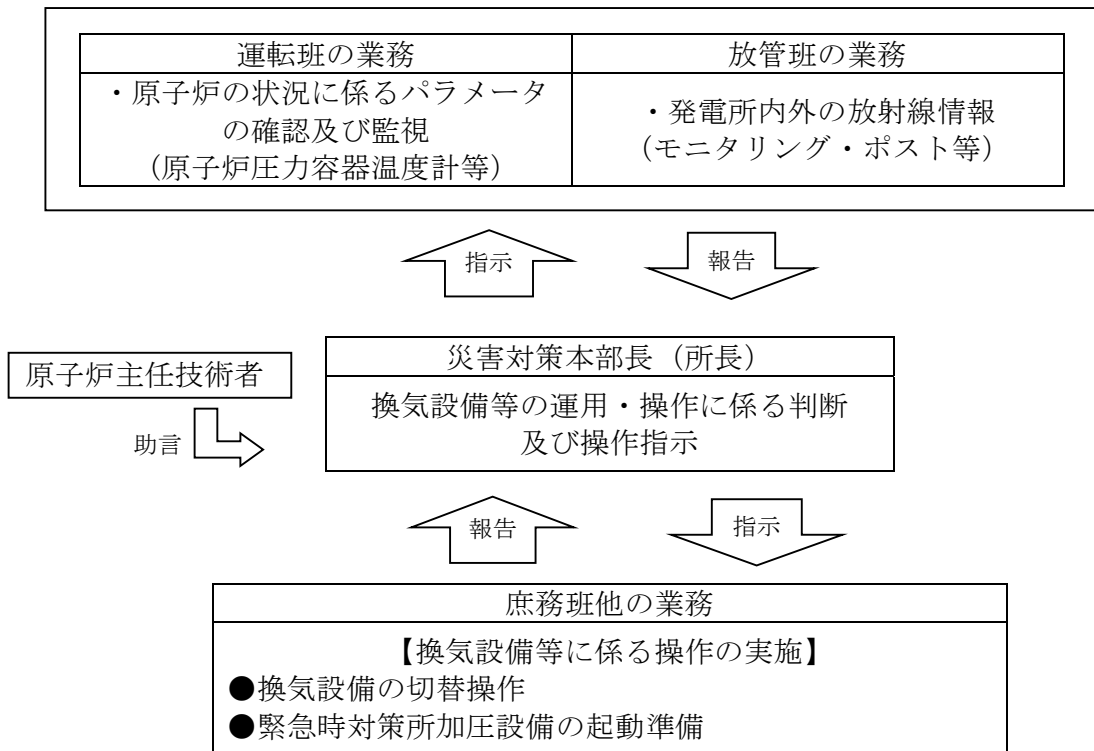 運転班の業務
・原子炉の状況に係るパラメータ
の確認及び監視
（原子炉圧力容器温度計等）
放管班の業務
・発電所内外の放射線情報
（モニタリング・ポスト等）
指示
報告
原子炉主任技術者
助言
災害対策本部長（所長）
換気設備等の運用・操作に係る判断
及び操作指示
報告
指示
庶務班他の業務
【換気設備等に係る操作の実施】
●換気設備の切替操作
●緊急時対策所加圧設備の起動準備